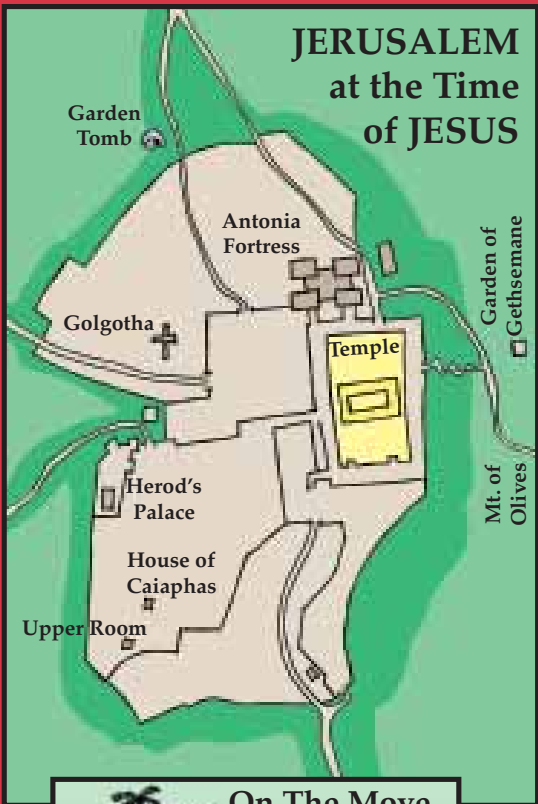 JERUSALEM
at the Time
of JESUS
Garden
Tomb
Antonia
Fortress
Garden of
Gethsemane
Golgotha
Temple
Mt. of
Olives
Herod's
Palace
House of
Caiaphas
Upper Room
On The Move